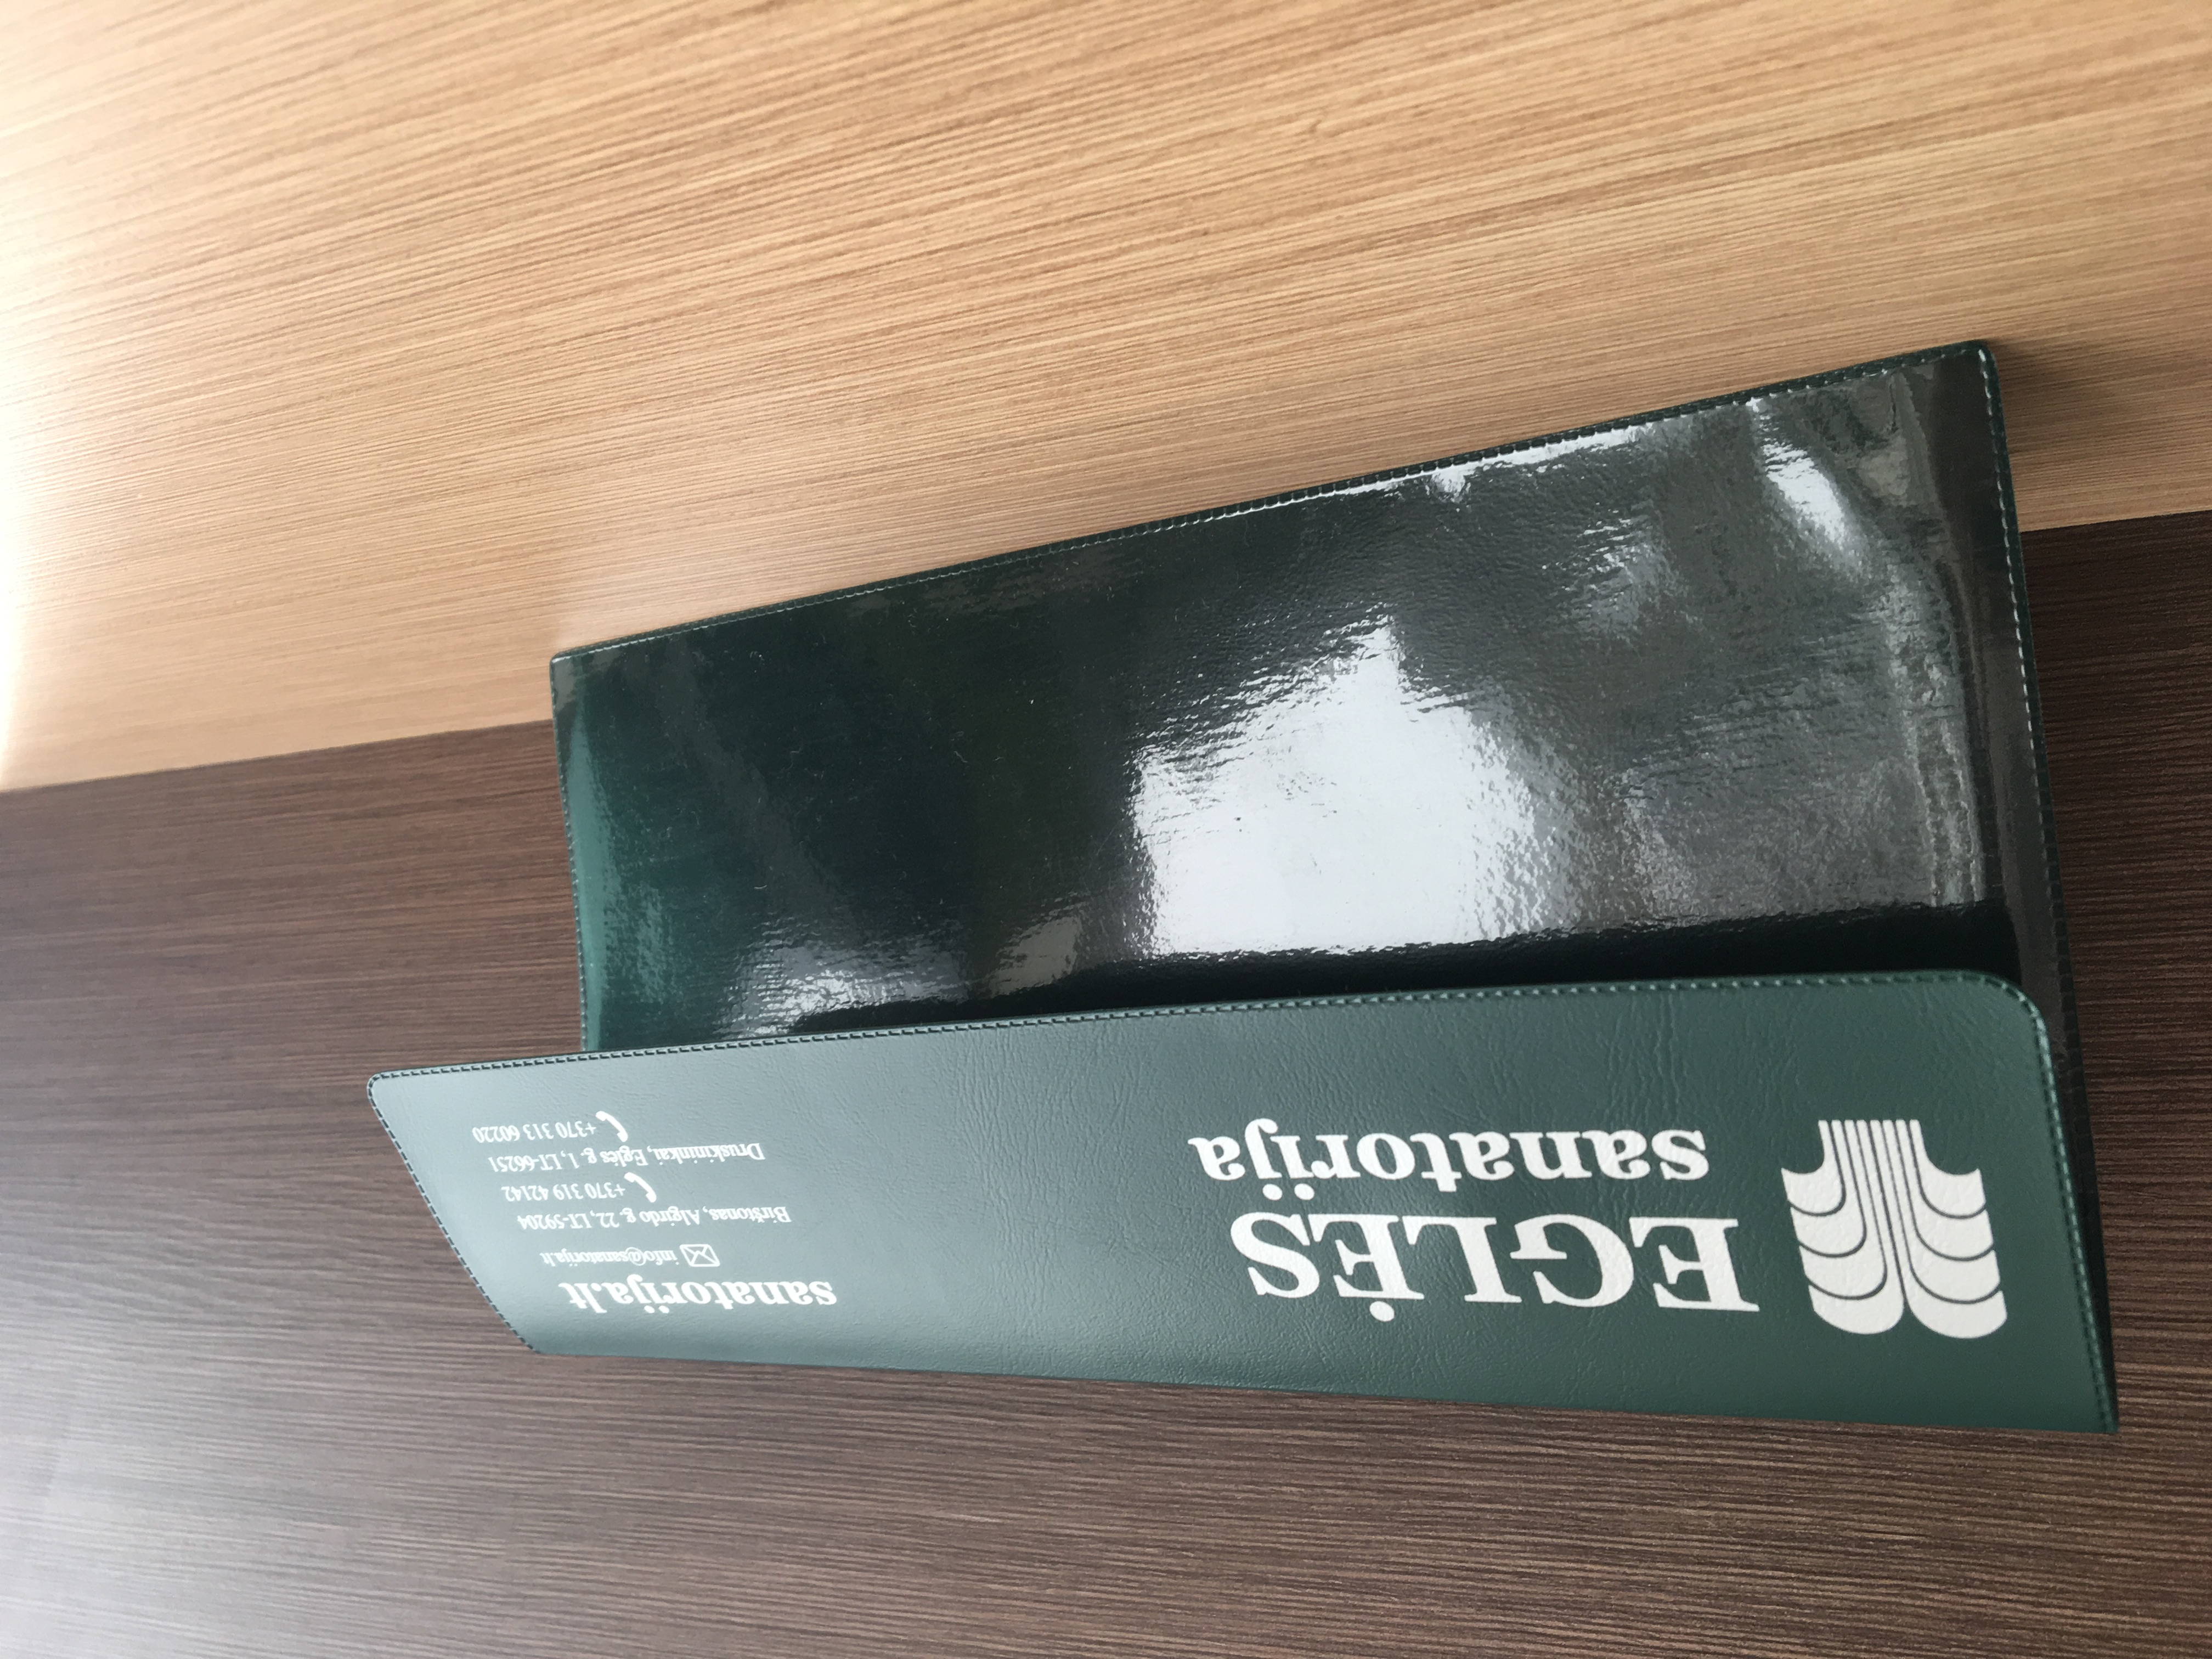 EGLĖS
sanatorija
sanatorija.lt
info@sanatorija.lt
Birštonas, Algirdo g. 22, LT-59204
+370 319 42142
Druskininkai, Eglės g. 1, LT-66251
+370 313 60220